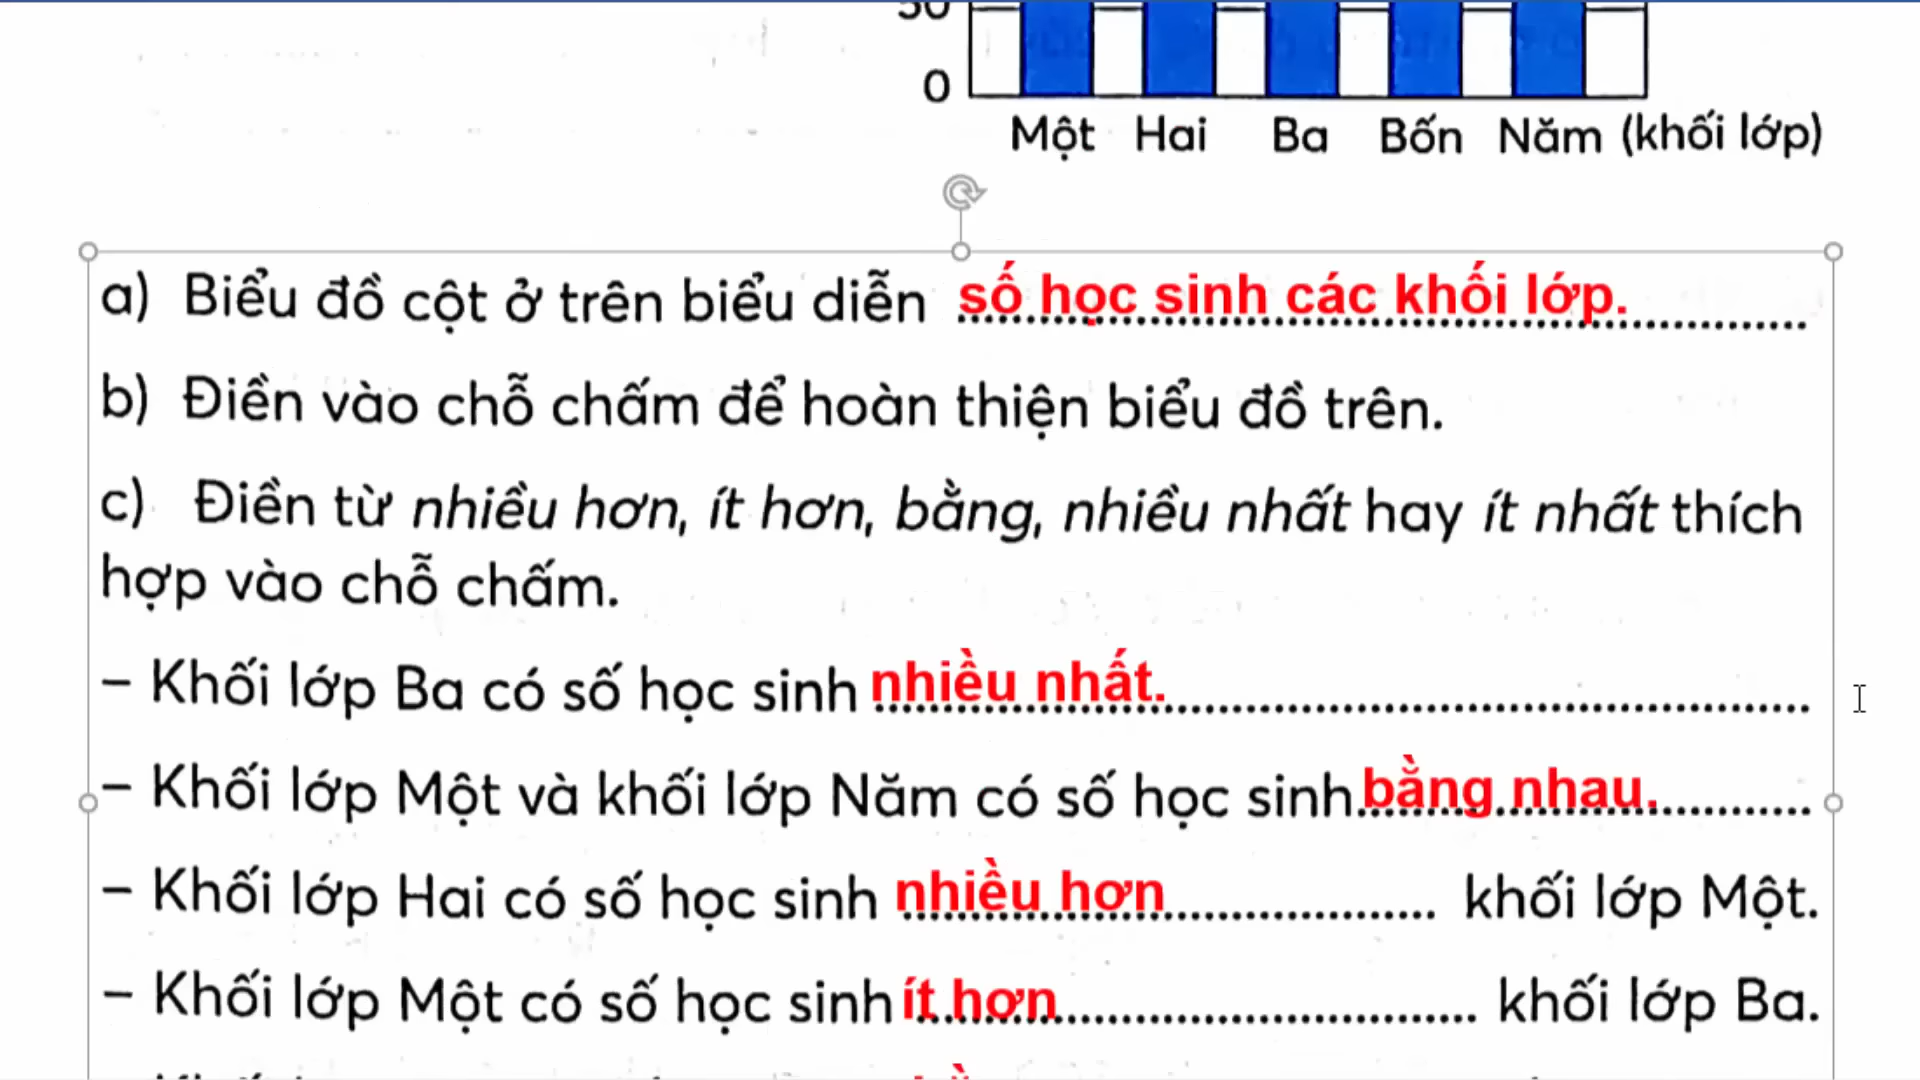 0
Một Hai Ba Bốn Năm (khối lớp)
a) Biểu đồ cột ở trên biểu diễn số học sinh các khối lớp.
b) Điền vào chỗ chấm để hoàn thiện biểu đồ trên.
c) Điền từ nhiều hơn, ít hơn, bằng, nhiều nhất hay ít nhất thích
hợp vào chỗ chấm.
– Khối lớp Ba có số học sinh nhiều nhất.
– Khối lớp Một và khối lớp Năm có số học sinh bằng nhau.
– Khối lớp Hai có số học sinh nhiều hơn khối lớp Một.
– Khối lớp Một có số học sinh ít hơn khối lớp Ba.